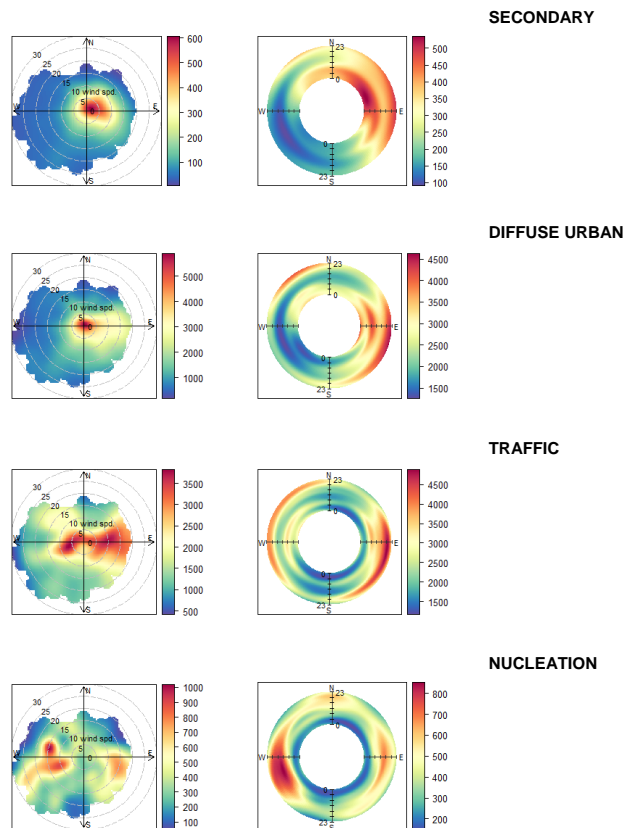 SECONDARY
N
30
25
20
15
10 wind spd.
5
0
W
E
S
600
500
400
300
200
100
N
23
0
W
E
0
23
S
500
450
400
350
300
250
200
150
100
DIFFUSE URBAN
N
30
25
20
15
10 wind spd.
5
0
W
E
S
5000
4000
3000
2000
1000
N
23
0
W
E
0
23
S
4500
4000
3500
3000
2500
2000
1500
TRAFFIC
N
30
25
20
15
10 wind spd.
5
0
W
E
S
3500
3000
2500
2000
1500
1000
500
N
23
0
W
E
0
23
S
4500
4000
3500
3000
2500
2000
1500
NUCLEATION
N
30
25
20
15
10 wind spd.
5
0
W
E
S
1000
900
800
700
600
500
400
300
200
100
N
23
0
W
E
0
23
S
800
700
600
500
400
300
200